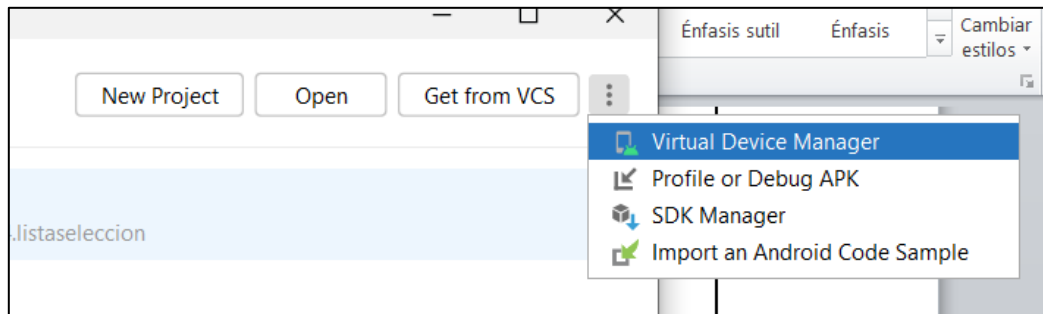 Énfasis sutil Énfasis Cambiar
estilos
New Project Open Get from VCS
Virtual Device Manager
Profile or Debug APK
SDK Manager
.listaseleccion
Import an Android Code Sample